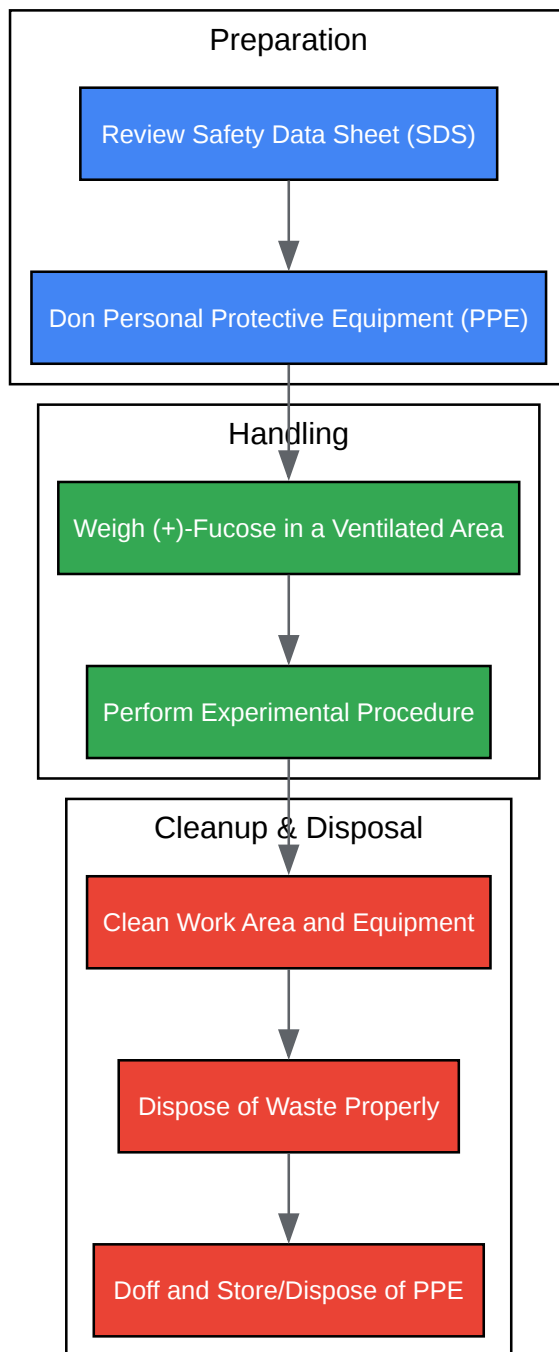 Preparation
Review Safety Data Sheet (SDS)
Don Personal Protective Equipment (PPE)
Handling
Weigh (+)-Fucose in a Ventilated Area
Perform Experimental Procedure
Cleanup & Disposal
Clean Work Area and Equipment
Dispose of Waste Properly
Doff and Store/Dispose of PPE